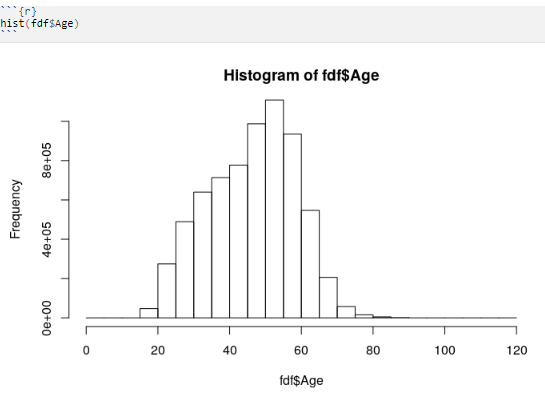 ```{r}
hist(fdf$Age)
```
Histogram of fdf$Age
Frequency
8e+05
4e+05
0e+00
0 20 40 60 80 100 120
fdf$Age